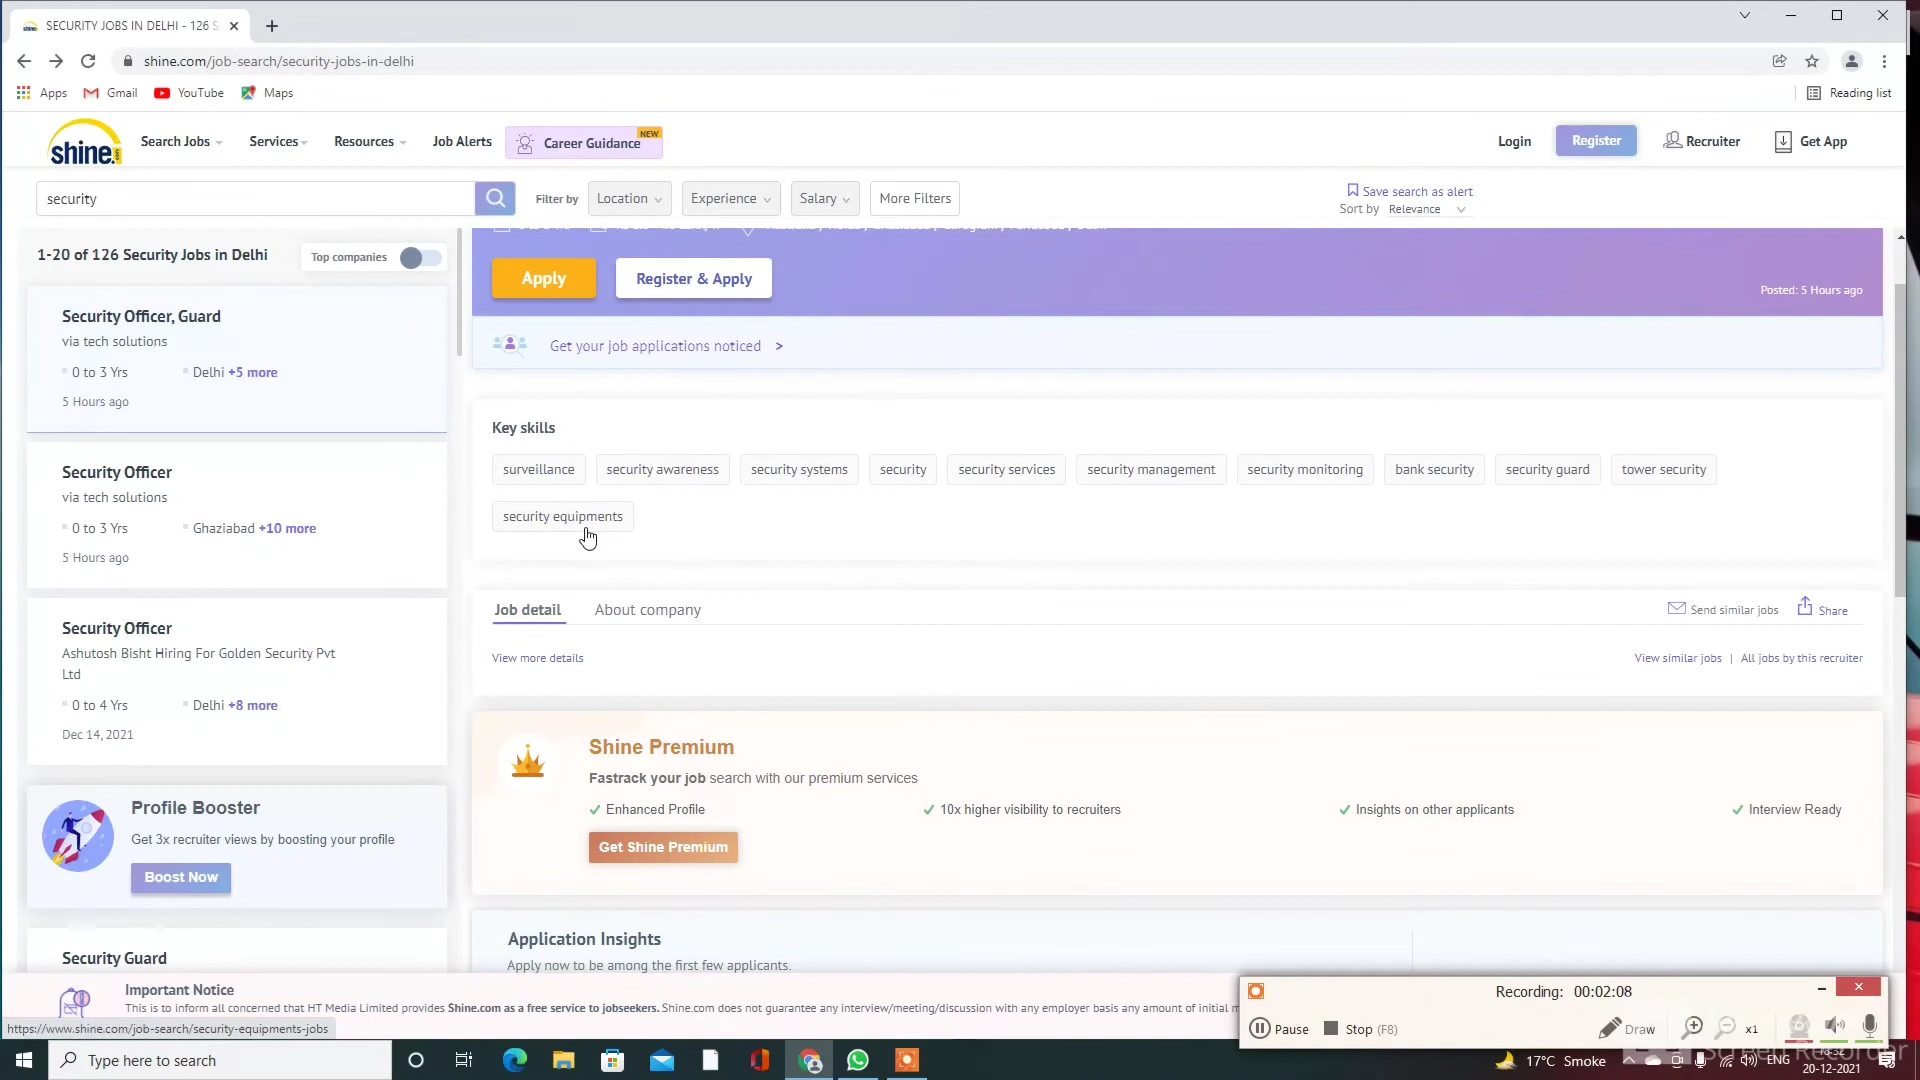 SECURITY JOBS IN DELHI - 126 S
shine.com/job-search/security-jobs-in-delhi
Apps Gmail YouTube Maps Reading list
shine.com Search Jobs Services Resources Job Alerts Career Guidance NEW Login Register Recruiter Get App
security Filter by Location Experience Salary More Filters
Save search as alert
Sort by Relevance
1-20 of 126 Security Jobs in Delhi Top companies
Security Officer, Guard
via tech solutions
0 to 3 Yrs Delhi +5 more
5 Hours ago
Security Officer
via tech solutions
0 to 3 Yrs Ghaziabad +10 more
5 Hours ago
Security Officer
Ashutosh Bisht Hiring For Golden Security Pvt
Ltd
0 to 4 Yrs Delhi +8 more
Dec 14, 2021
Profile Booster
Get 3x recruiter views by boosting your profile
Boost Now
Security Guard
Apply Register & Apply
Posted: 5 Hours ago
Get your job applications noticed >
Key skills
surveillance security awareness security systems security security services security management security monitoring bank security security guard tower security
security equipments
Job detail About company Send similar jobs Share
View more details View similar jobs | All jobs by this recruiter
Shine Premium
Fastrack your job search with our premium services
Enhanced Profile 10x higher visibility to recruiters Insights on other applicants Interview Ready
Get Shine Premium
Application Insights
Apply now to be among the first few applicants.
Important Notice
This is to inform all concerned that HT Media Limited provides Shine.com as a free service to jobseekers. Shine.com does not guarantee any interview/meeting/discussion with any employer basis any amount of initial m
https://www.shine.com/job-search/security-equipments-jobs
Recording: 00:02:08
Pause Stop (F8) Draw x1
Type here to search
17°C Smoke ENG
20-12-2021